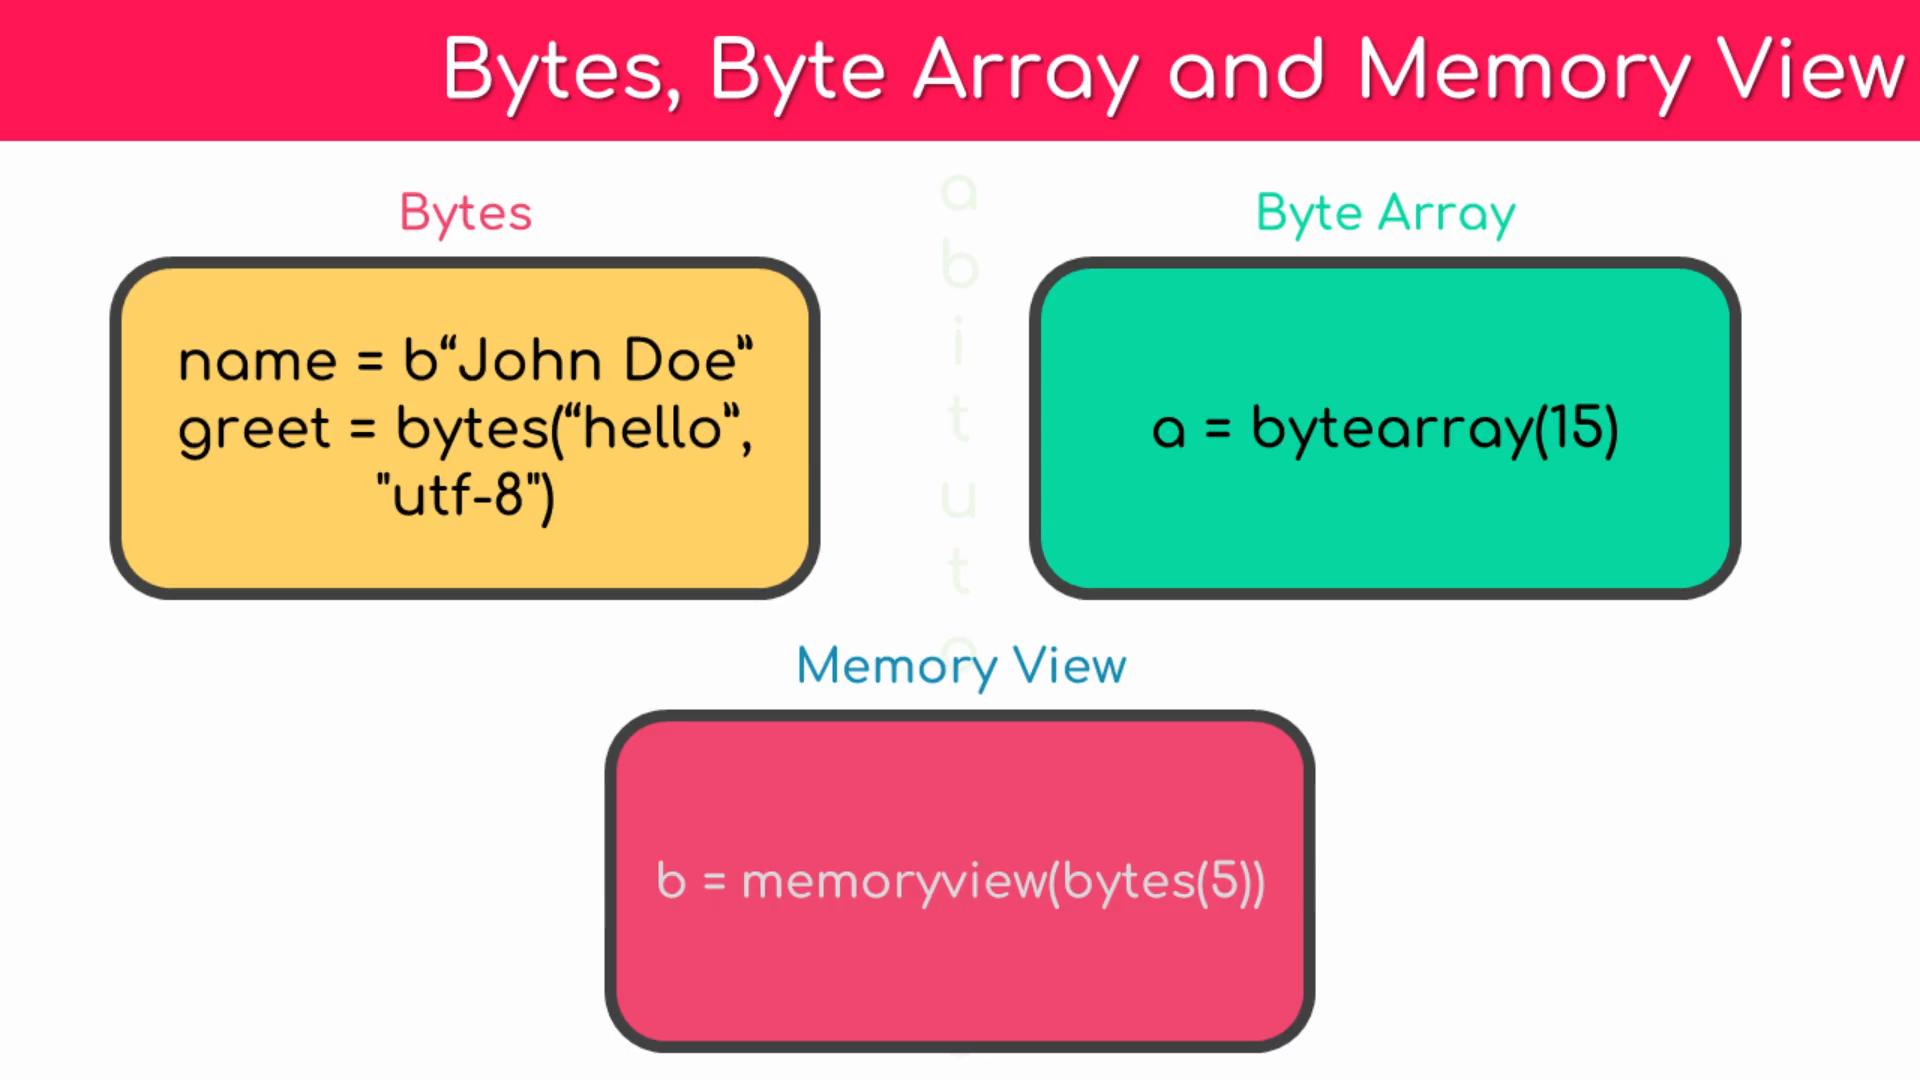 Bytes, Byte Array and Memory View
Bytes
name = b“John Doe”
greet = bytes(“hello”,
"utf-8")
Byte Array
a = bytearray(15)
a
b
i
t
u
t
o
Memory View
b = memoryview(bytes(5))